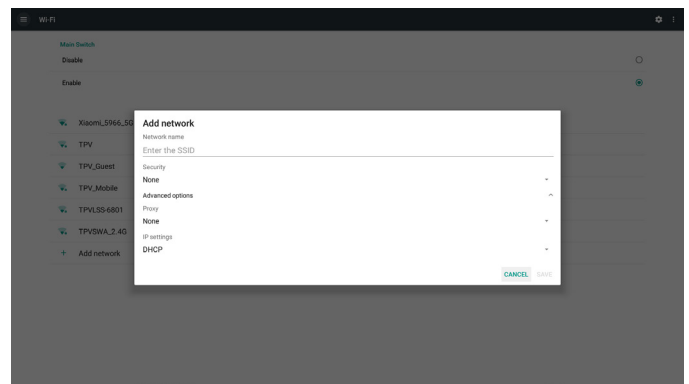 Wi-Fi
Main Switch
Disable
Enable
Xiaomi_5966_5G
TPV
TPV_Guest
TPV_Mobile
TPVLSS-6801
TPVSWA_2.4G
Add network
Add network
Network name
Enter the SSID
Security
None
Advanced options
Proxy
None
IP settings
DHCP
CANCEL SAVE